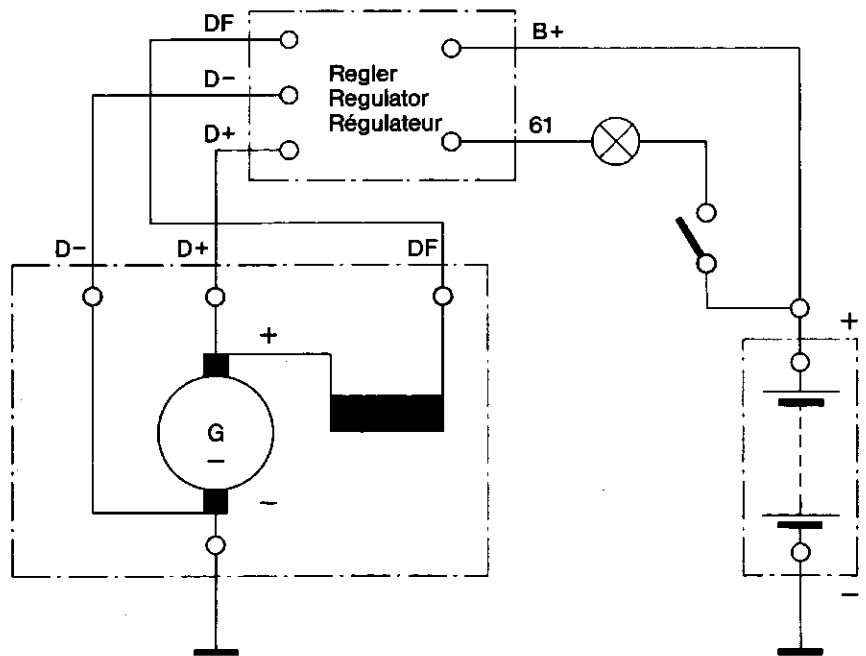 DF
B+
D−
Regler
Regulator
Régulateur
D+
61
D−
D+
DF
+
+
G
−
−
−